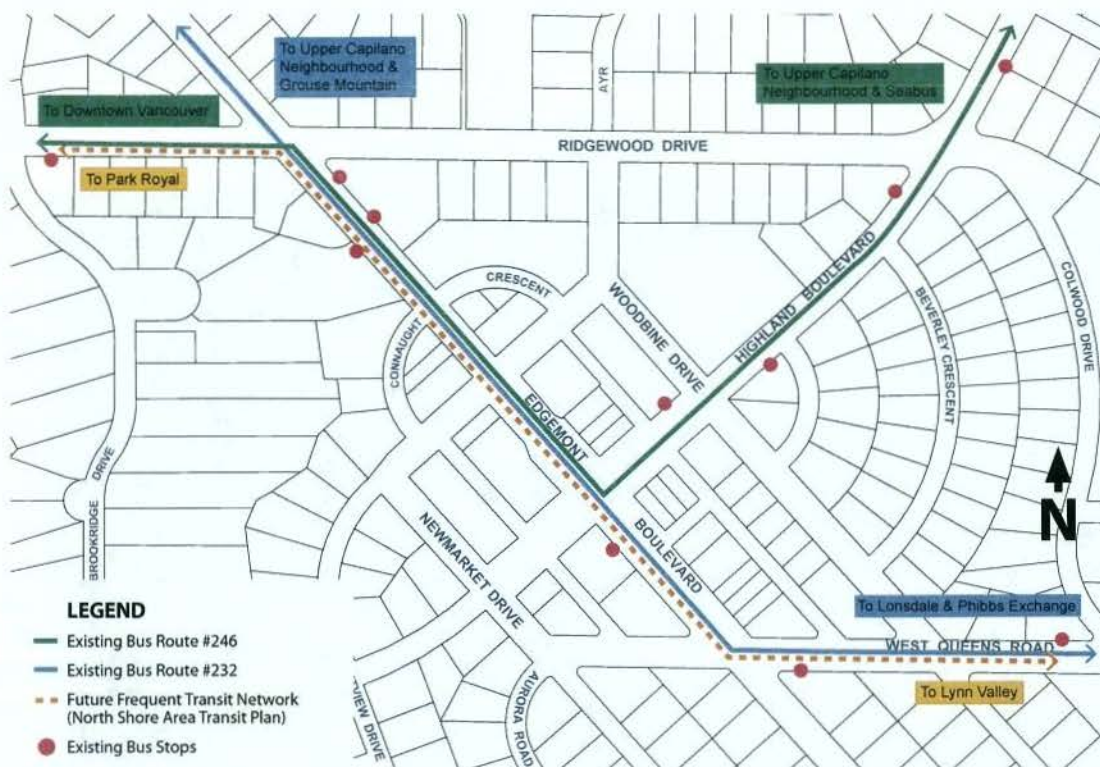 To Upper Capilano
Neighbourhood &
Grouse Mountain
To Upper Capilano
Neighbourhood & Seabus
To Downtown Vancouver
AYR
RIDGEWOOD DRIVE
To Park Royal
CRESCENT
CONNAUGHT
WOODBINE DRIVE
HIGHLAND BOULEVARD
BEVERLEY CRESCENT
COLWOOD DRIVE
EDGEMONT
BOULEVARD
BROOKRIDGE DRIVE
NEWMARKET DRIVE
N
To Lonsdale & Phibbs Exchange
WEST QUEENS ROAD
To Lynn Valley
AURORA ROAD
VIEW DRIVE
LEGEND
Existing Bus Route #246
Existing Bus Route #232
Future Frequent Transit Network
(North Shore Area Transit Plan)
Existing Bus Stops